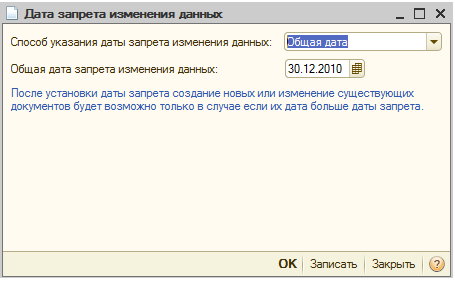 Дата запрета изменения данных
Способ указания даты запрета изменения данных: Общая дата
Общая дата запрета изменения данных: 30.12.2010
После установки даты запрета создание новых или изменение существующих
документов будет возможно только в случае если их дата больше даты запрета.
OK Записать Закрыть ?